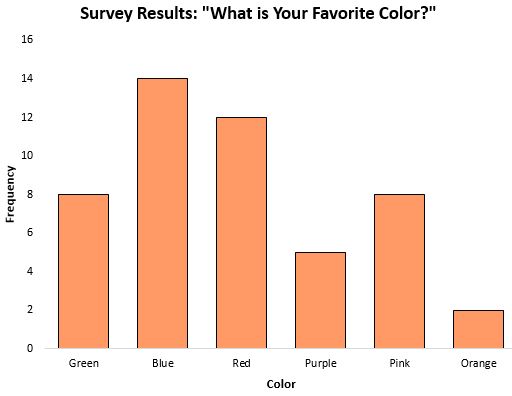 Survey Results: "What is Your Favorite Color?"
16
14
12
10
8
6
4
2
0
Frequency
Green Blue Red Purple Pink Orange
Color